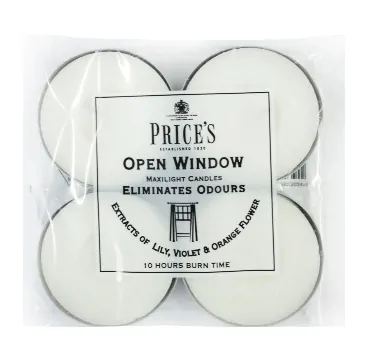 PRICE'S
ESTABLISHED 1830
OPEN WINDOW
MAXILIGHT CANDLES
ELIMINATES ODOURS
EXTRACTS OF LILY, VIOLET & ORANGE FLOWER
10 HOURS BURN TIME